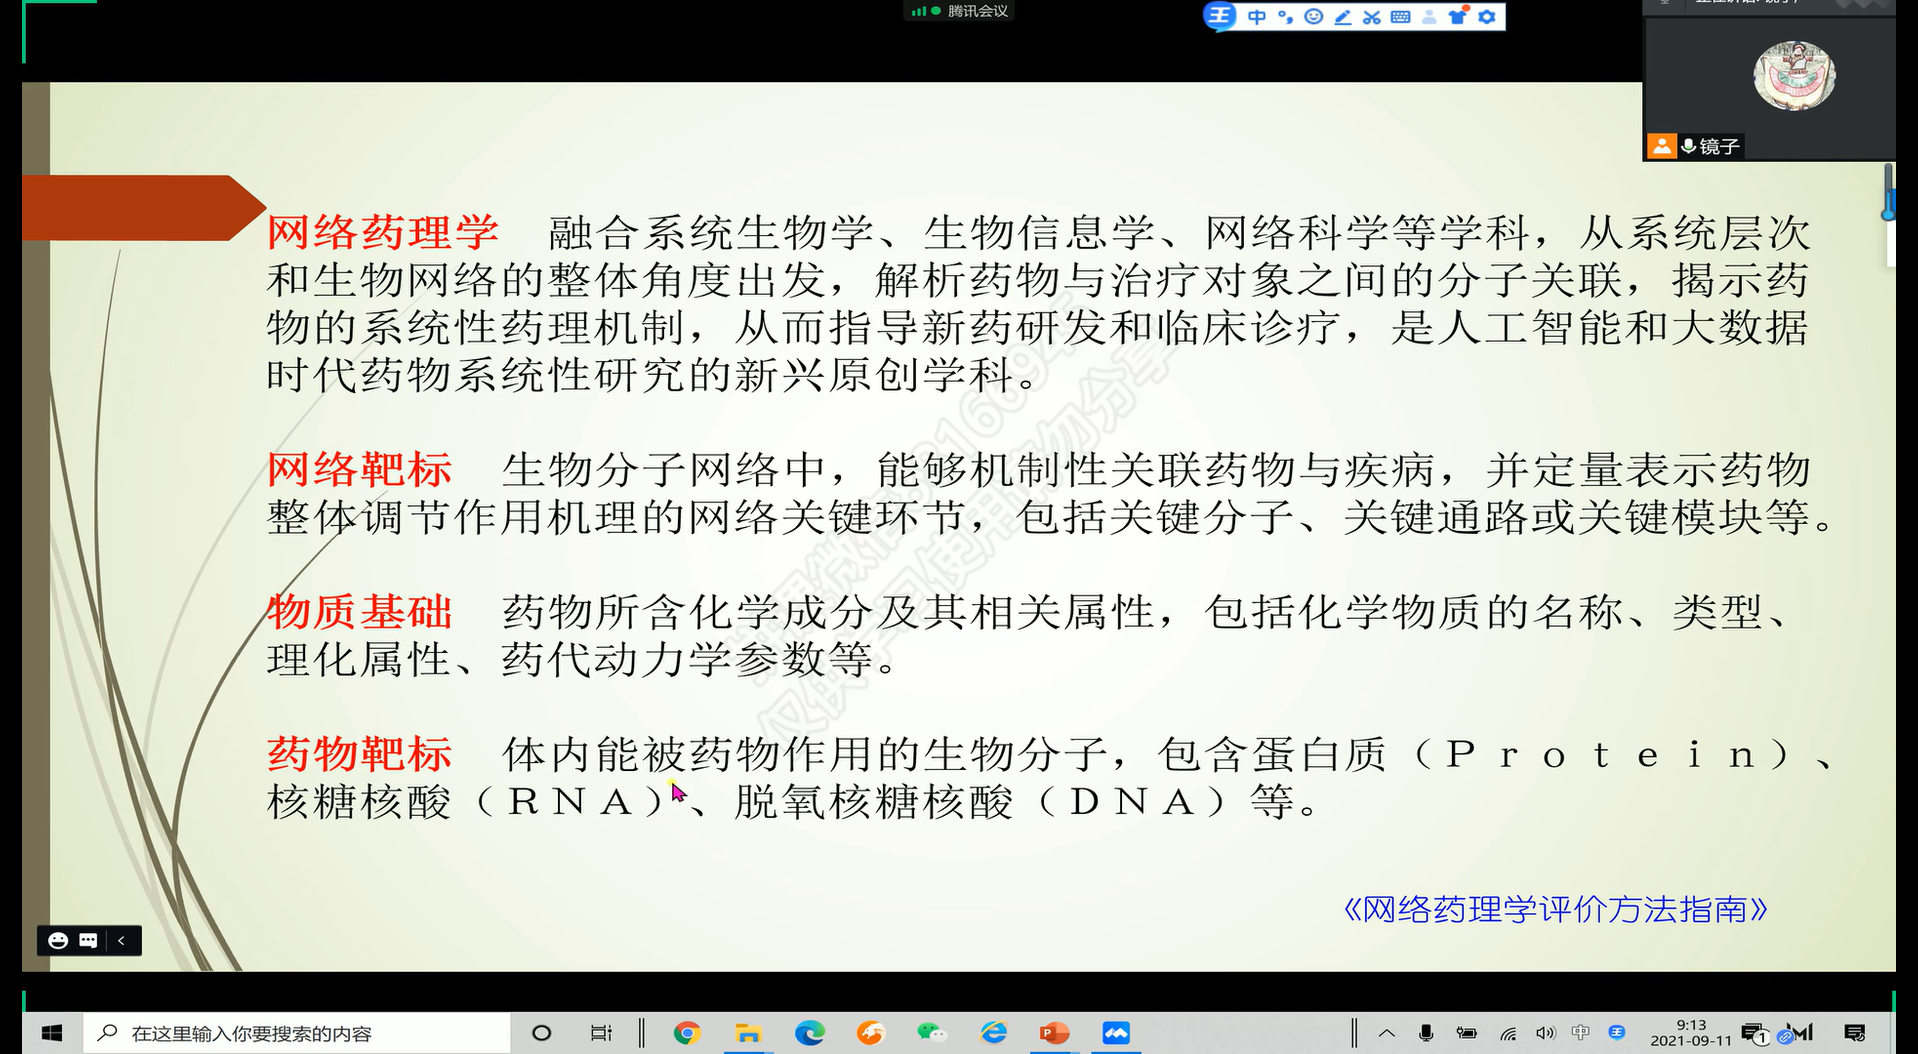 腾讯会议
中
镜子
网络药理学 融合系统生物学、生物信息学、网络科学等学科，从系统层次
和生物网络的整体角度出发，解析药物与治疗对象之间的分子关联，揭示药
物的系统性药理机制，从而指导新药研发和临床诊疗，是人工智能和大数据
时代药物系统性研究的新兴原创学科。
网络靶标 生物分子网络中，能够机制性关联药物与疾病，并定量表示药物
整体调节作用机理的网络关键环节，包括关键分子、关键通路或关键模块等。
物质基础 药物所含化学成分及其相关属性，包括化学物质的名称、类型、
理化属性、药代动力学参数等。
药物靶标 体内能被药物作用的生物分子，包含蛋白质（Protein）、
核糖核酸（RNA）、脱氧核糖核酸（DNA）等。
《网络药理学评价方法指南》
在这里输入你要搜索的内容
中
9:13
2021-09-11
1